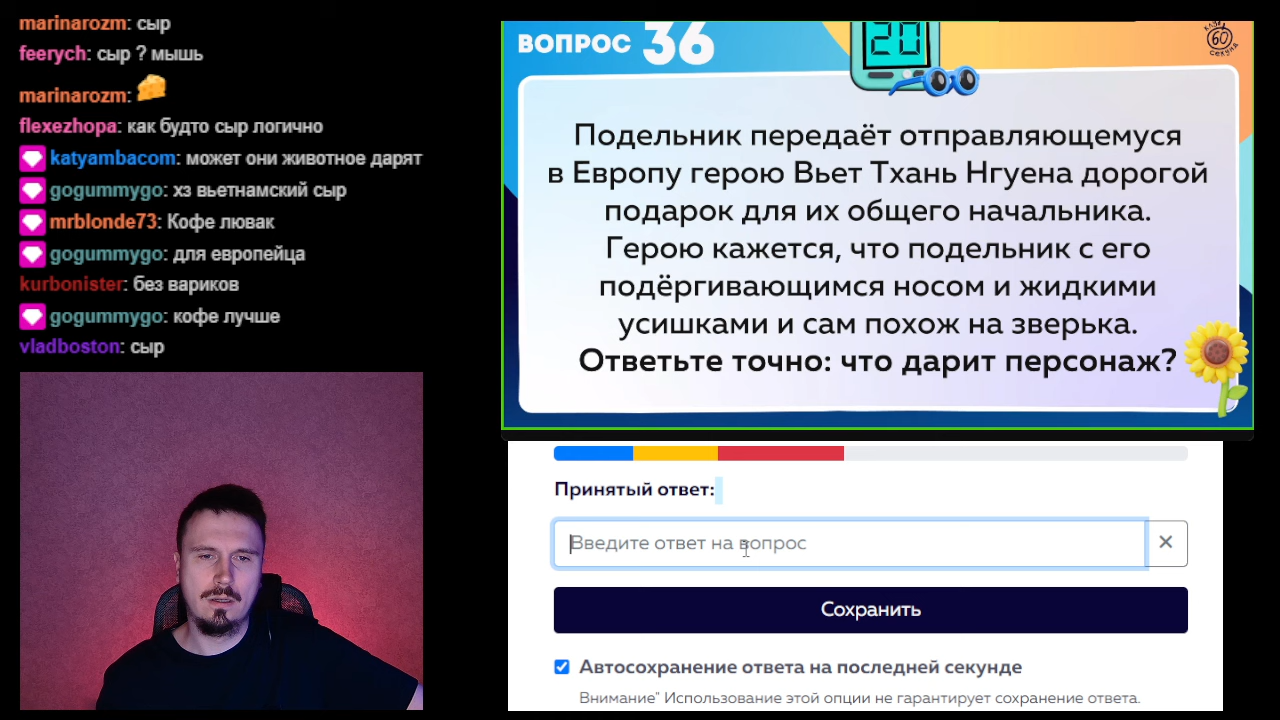 marinarozm: сыр
feerych: сыр ? мышь
marinarozm:
flexezhopa: как будто сыр логично
katyambacom: может они животное дарят
gogummygo: хз вьетнамский сыр
mrblonde73: Кофе лювак
gogummygo: для европейца
kurbonister: без вариков
gogummygo: кофе лучше
vladboston: сыр
ВОПРОС 36
20
60
секунд
Подельник передаёт отправляющемуся
в Европу герою Вьет Тхань Нгуена дорогой
подарок для их общего начальника.
Герою кажется, что подельник с его
подёргивающимся носом и жидкими
усишками и сам похож на зверька.
Ответьте точно: что дарит персонаж?
Принятый ответ:
Введите ответ на вопрос
Сохранить
Автосохранение ответа на последней секунде
Внимание" Использование этой опции не гарантирует сохранение ответа.